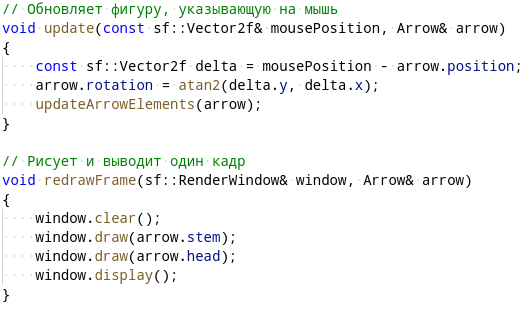 // Обновляет фигуру, указывающую на мышь
void update(const sf::Vector2f& mousePosition, Arrow& arrow)
{
    const sf::Vector2f delta = mousePosition - arrow.position;
    arrow.rotation = atan2(delta.y, delta.x);
    updateArrowElements(arrow);
}

// Рисует и выводит один кадр
void redrawFrame(sf::RenderWindow& window, Arrow& arrow)
{
    window.clear();
    window.draw(arrow.stem);
    window.draw(arrow.head);
    window.display();
}